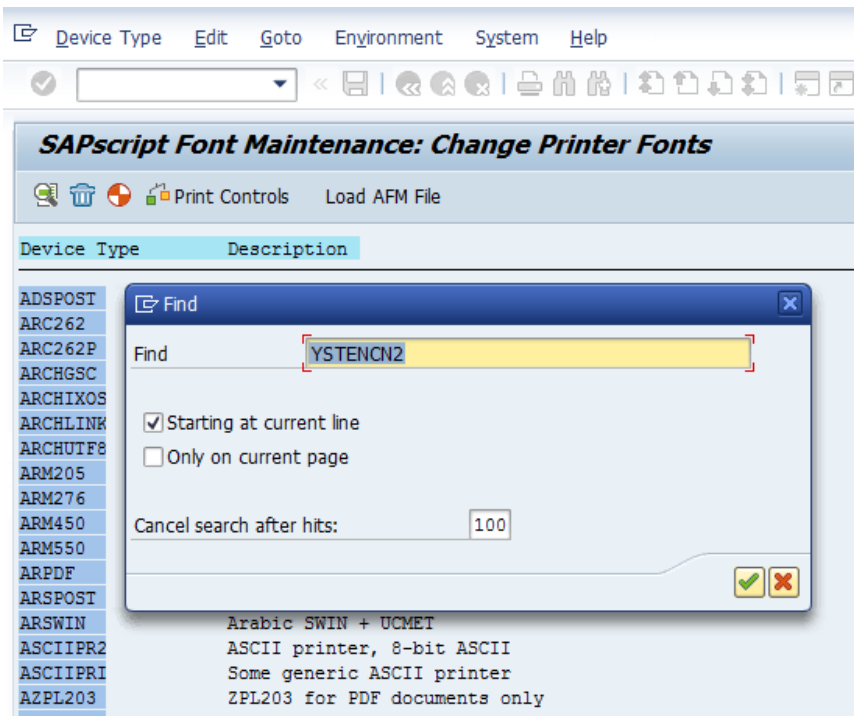 Device Type Edit Goto Environment System Help
SAPscript Font Maintenance: Change Printer Fonts
Print Controls Load AFM File
Device Type Description
ADSPOST
ARC262
ARC262P
ARCHGSC
ARCHIXOS
ARCHLINK
ARCHUTF8
ARM205
ARM276
ARM450
ARM550
ARPDF
ARSPOST
Find
Find YSTENCN2
Starting at current line
Only on current page
Cancel search after hits: 100
ARSWIN Arabic SWIN + UCMET
ASCIIPR2 ASCII printer, 8-bit ASCII
ASCIIPRI Some generic ASCII printer
AZPL203 ZPL203 for PDF documents only